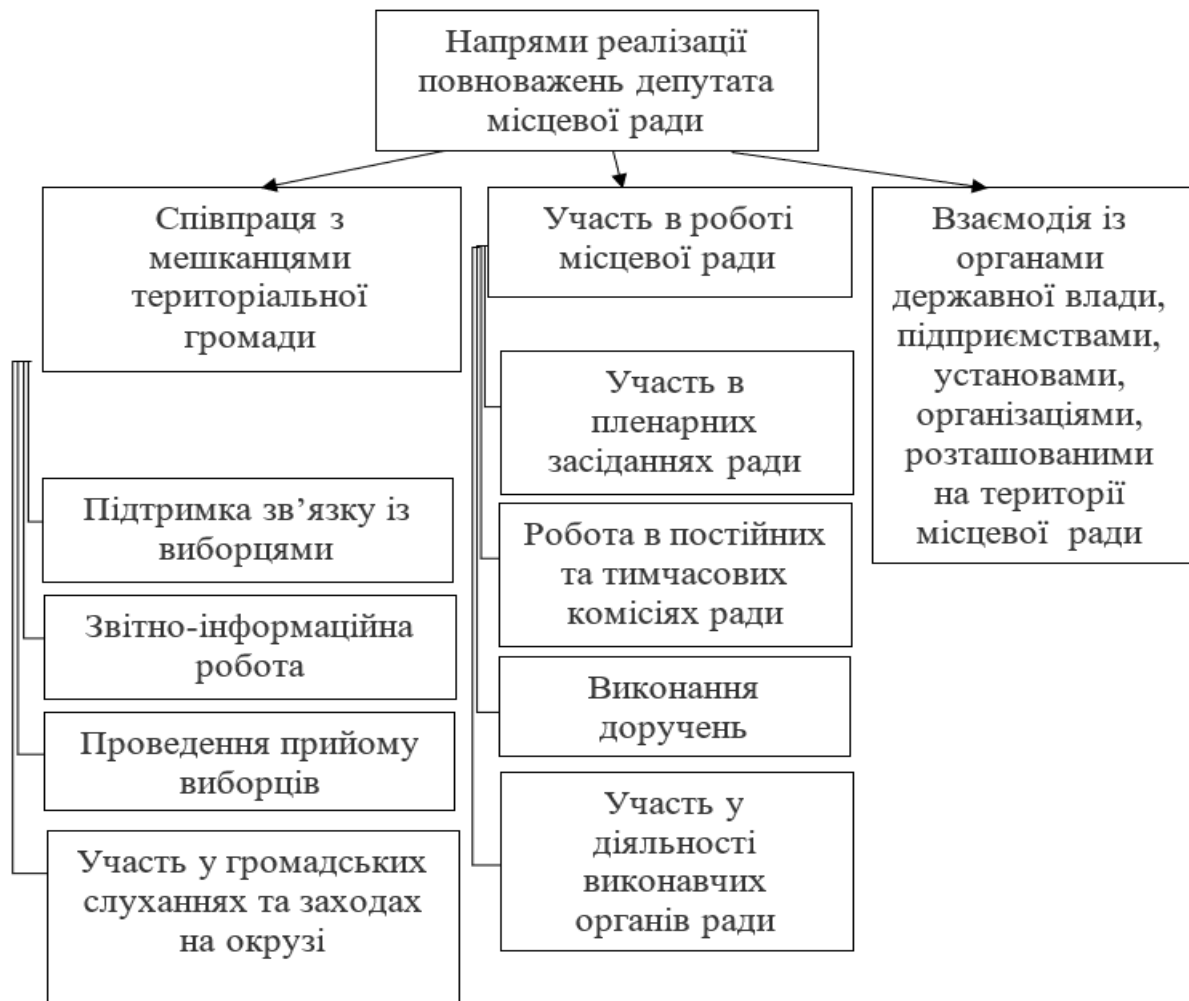 Напрями реалізації
повноважень депутата
місцевої ради
Співпраця з
мешканцями
територіальної
громади
Підтримка зв’язку із
виборцями
Звітно-інформаційна
робота
Проведення прийому
виборців
Участь у громадських
слуханнях та заходах
на окрузі
Участь в роботі
місцевої ради
Участь в
пленарних
засіданнях ради
Робота в постійних
та тимчасових
комісіях ради
Виконання
доручень
Участь у
діяльності
виконавчих
органів ради
Взаємодія із
органами
державної влади,
підприємствами,
установами,
організаціями,
розташованими
на території
місцевої ради